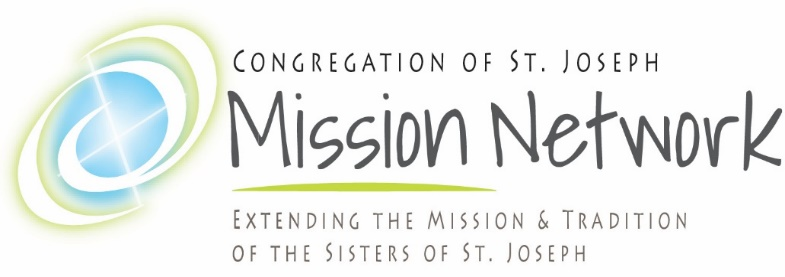 Congregation of St. Joseph
Mission Network
Extending the Mission & Tradition
of the Sisters of St. Joseph